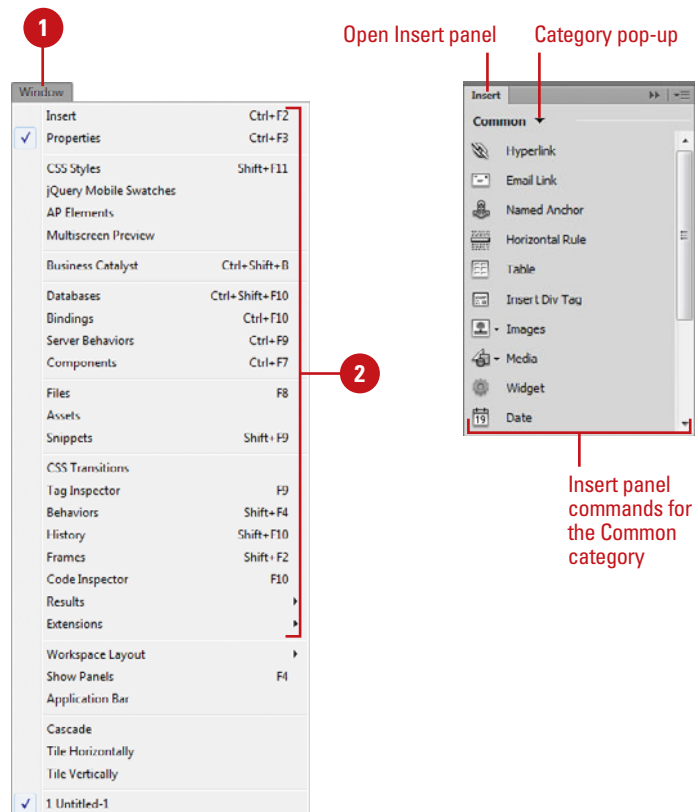 1
Window
Insert Ctrl+F2
Properties Ctrl+F3
CSS Styles Shift+F11
jQuery Mobile Swatches
AP Elements
Multiscreen Preview
Business Catalyst Ctrl+Shift+B
Databases Ctrl+Shift+F10
Bindings Ctrl+F10
Server Behaviors Ctrl+F9
Components Ctrl+F7
Files F8
Assets
Snippets Shift+F9
CSS Transitions
Tag Inspector F9
Behaviors Shift+F4
History Shift+F10
Frames Shift+F2
Code Inspector F10
Results
Extensions
Workspace Layout
Show Panels F4
Application Bar
Cascade
Tile Horizontally
Tile Vertically
1 Untitled-1
2
Open Insert panel
Category pop-up
Insert
Common
Hyperlink
Email Link
Named Anchor
Horizontal Rule
Table
Insert Div Tag
Images
Media
Widget
19 Date
Insert panel
commands for
the Common
category